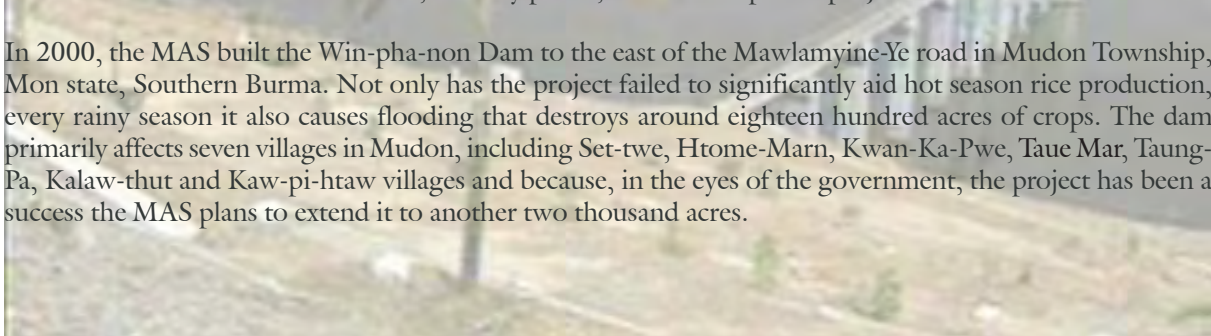 In 2000, the MAS built the Win-pha-non Dam to the east of the Mawlamyine-Ye road in Mudon Township,
Mon state, Southern Burma. Not only has the project failed to significantly aid hot season rice production,
every rainy season it also causes flooding that destroys around eighteen hundred acres of crops. The dam
primarily affects seven villages in Mudon, including Set-twe, Htome-Marn, Kwan-Ka-Pwe, Taue Mar, Taung-
Pa, Kalaw-thut and Kaw-pi-htaw villages and because, in the eyes of the government, the project has been a
success the MAS plans to extend it to another two thousand acres.